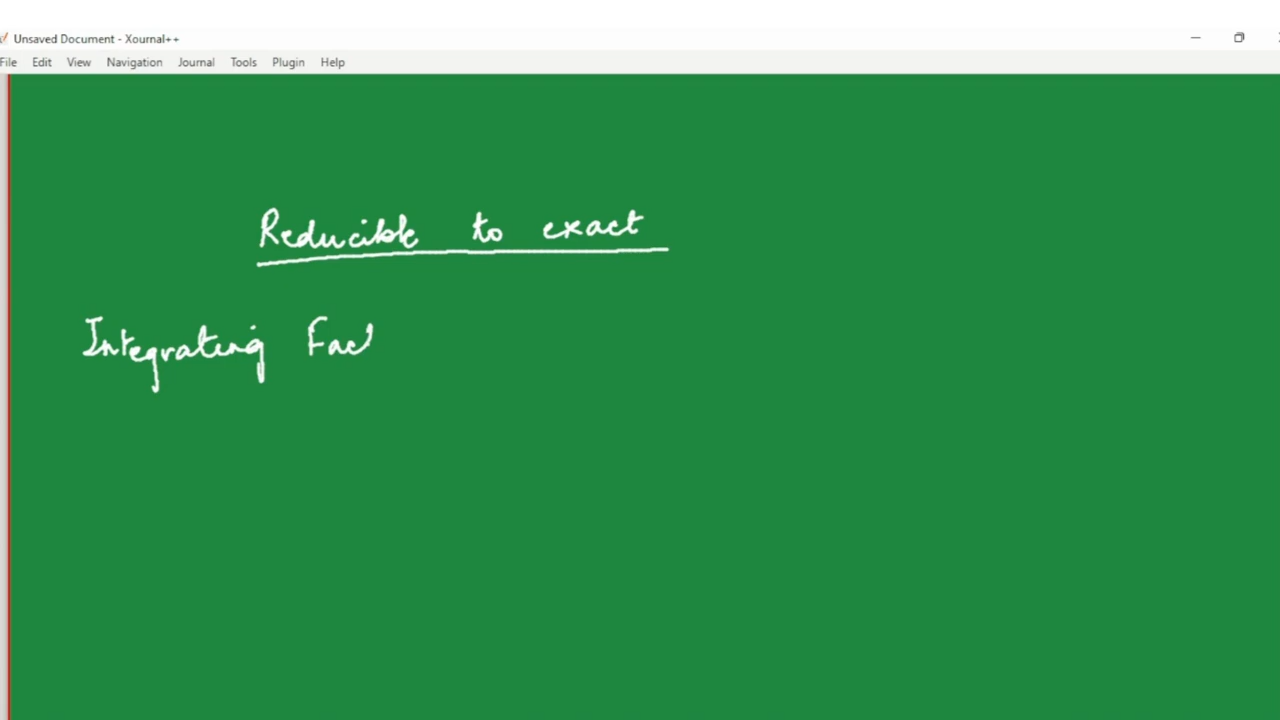 Unsaved Document - Xournal++
File Edit View Navigation Journal Tools Plugin Help
Reducible to exact
Integrating Fac